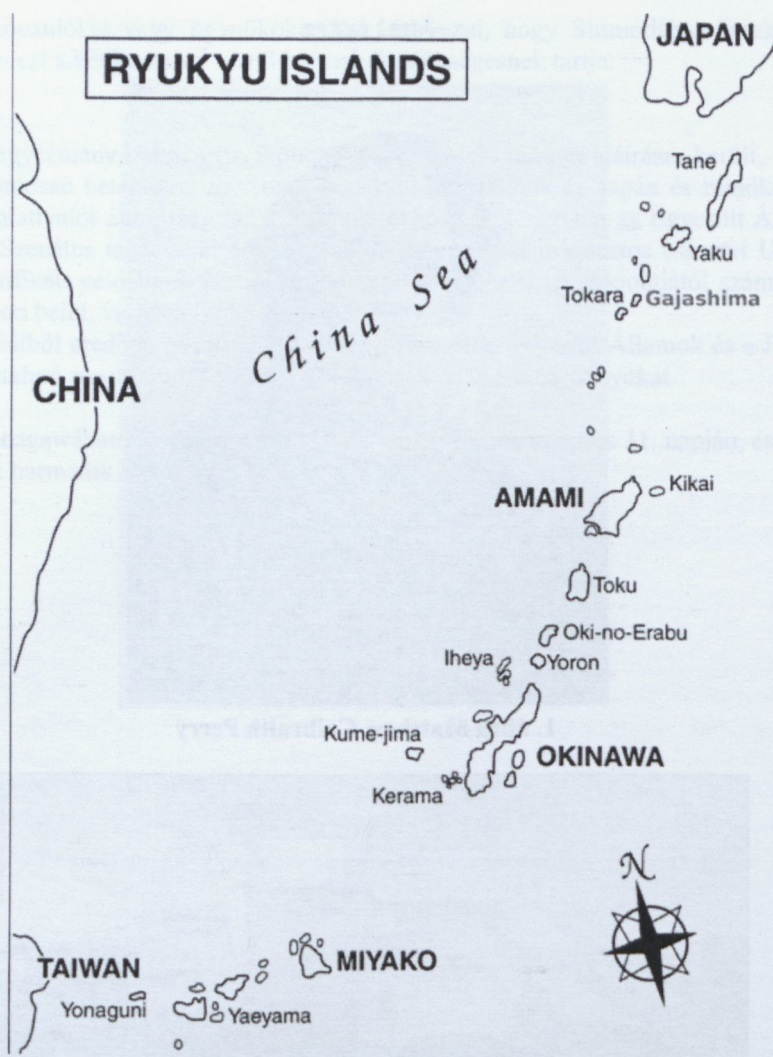 RYUKYU ISLANDS
JAPAN
Tane
Yaku
China Sea
Tokara
Gajashima
CHINA
AMAMI
Kikai
Toku
Oki-no-Erabu
Iheya
Yoron
Kume-jima
OKINAWA
Kerama
N
TAIWAN
MIYAKO
Yonaguni
Yaeyama